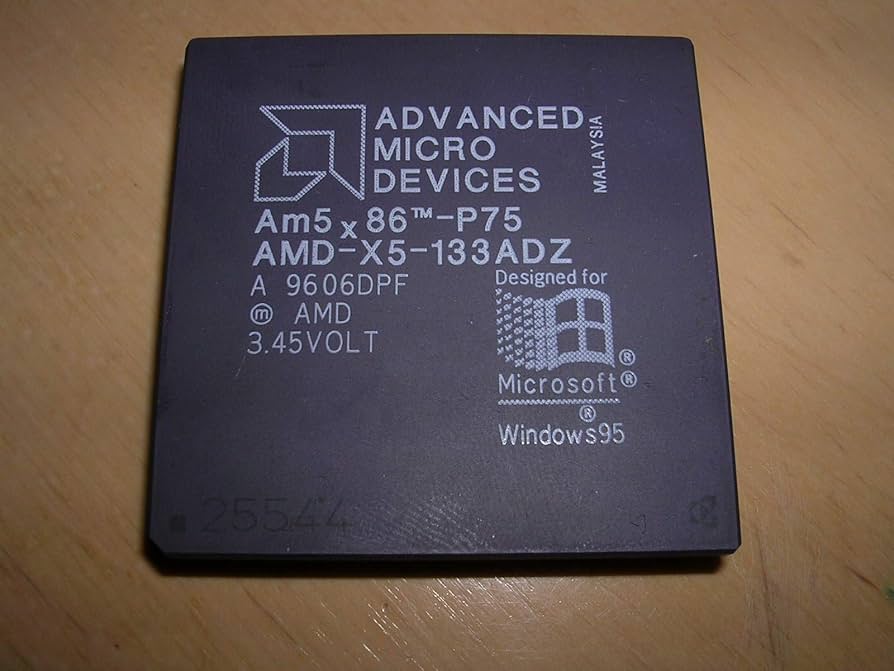 ADVANCED
MICRO
DEVICES
MALAYSIA
Am5x86™-P75
AMD-X5-133ADZ
A 9606DPF
ⓜ AMD
3.45VOLT
Designed for
®
Microsoft®
®
Windows95
25544